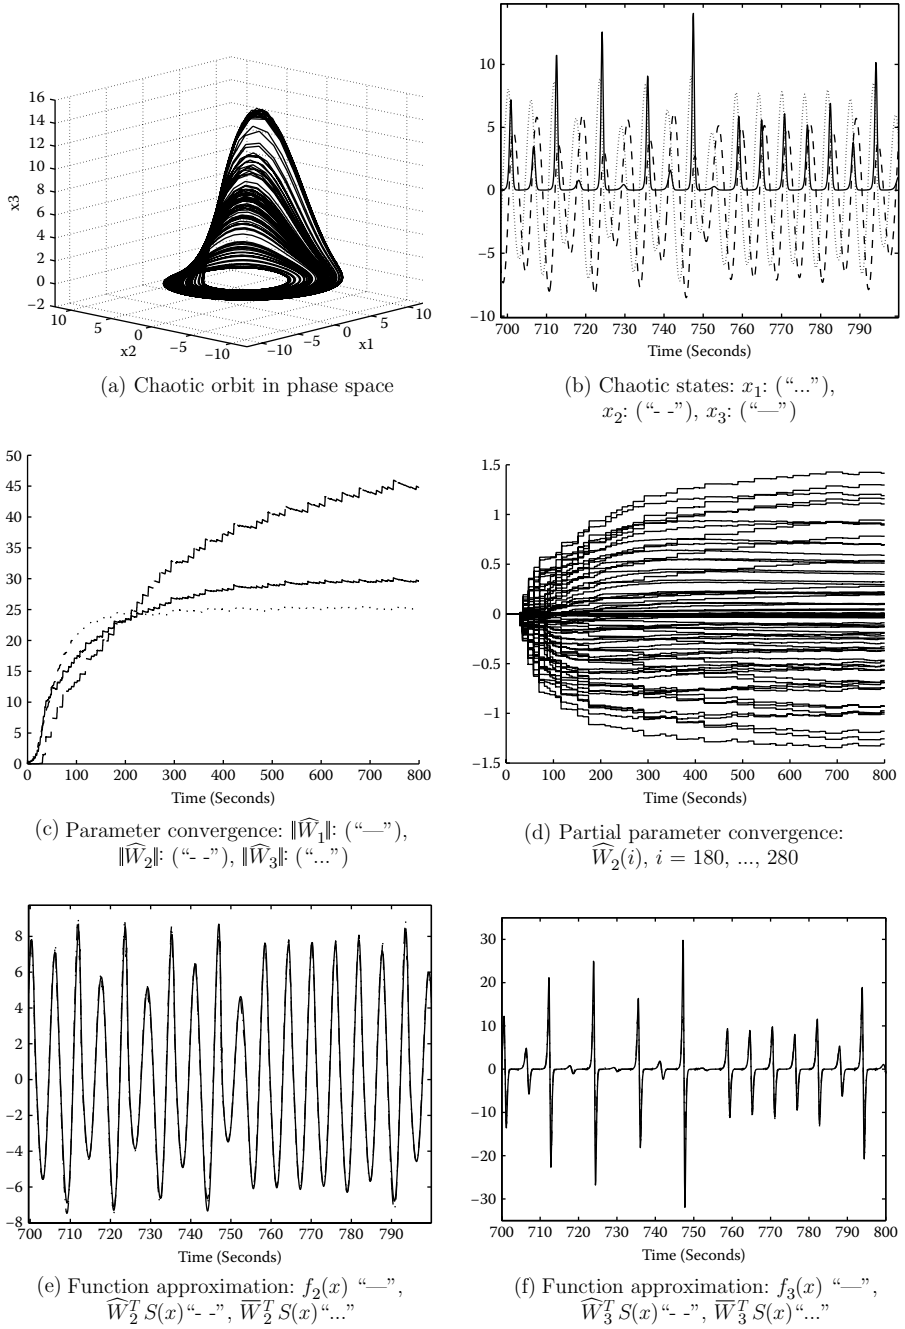 16
14
12
10
8
6
4
2
0
−2
x3
10
5
0
−5
−10
x2
−10
−5
0
5
10
x1
(a) Chaotic orbit in phase space
10
5
0
−5
−10
700 710 720 730 740 750 760 770 780 790
Time (Seconds)
(b) Chaotic states: x₁: (“...”),
x₂: (“- -”), x₃: (“—”)
50
45
40
35
30
25
20
15
10
5
0
0 100 200 300 400 500 600 700 800
Time (Seconds)
(c) Parameter convergence: ‖Ŵ₁‖: (“—”),
‖Ŵ₂‖: (“- -”), ‖Ŵ₃‖: (“...”)
1.5
1
0.5
0
−0.5
−1
−1.5
0 100 200 300 400 500 600 700 800
Time (Seconds)
(d) Partial parameter convergence:
Ŵ₂(i), i = 180, ..., 280
8
6
4
2
0
−2
−4
−6
−8
700 710 720 730 740 750 760 770 780 790
Time (Seconds)
(e) Function approximation: f₂(x) “—”,
Ŵ₂ᵀ S(x)“- -”, W̅₂ᵀ S(x)“...”
30
20
10
0
−10
−20
−30
700 710 720 730 740 750 760 770 780 790 800
Time (Seconds)
(f) Function approximation: f₃(x) “—”,
Ŵ₃ᵀ S(x)“- -”, W̅₃ᵀ S(x)“...”